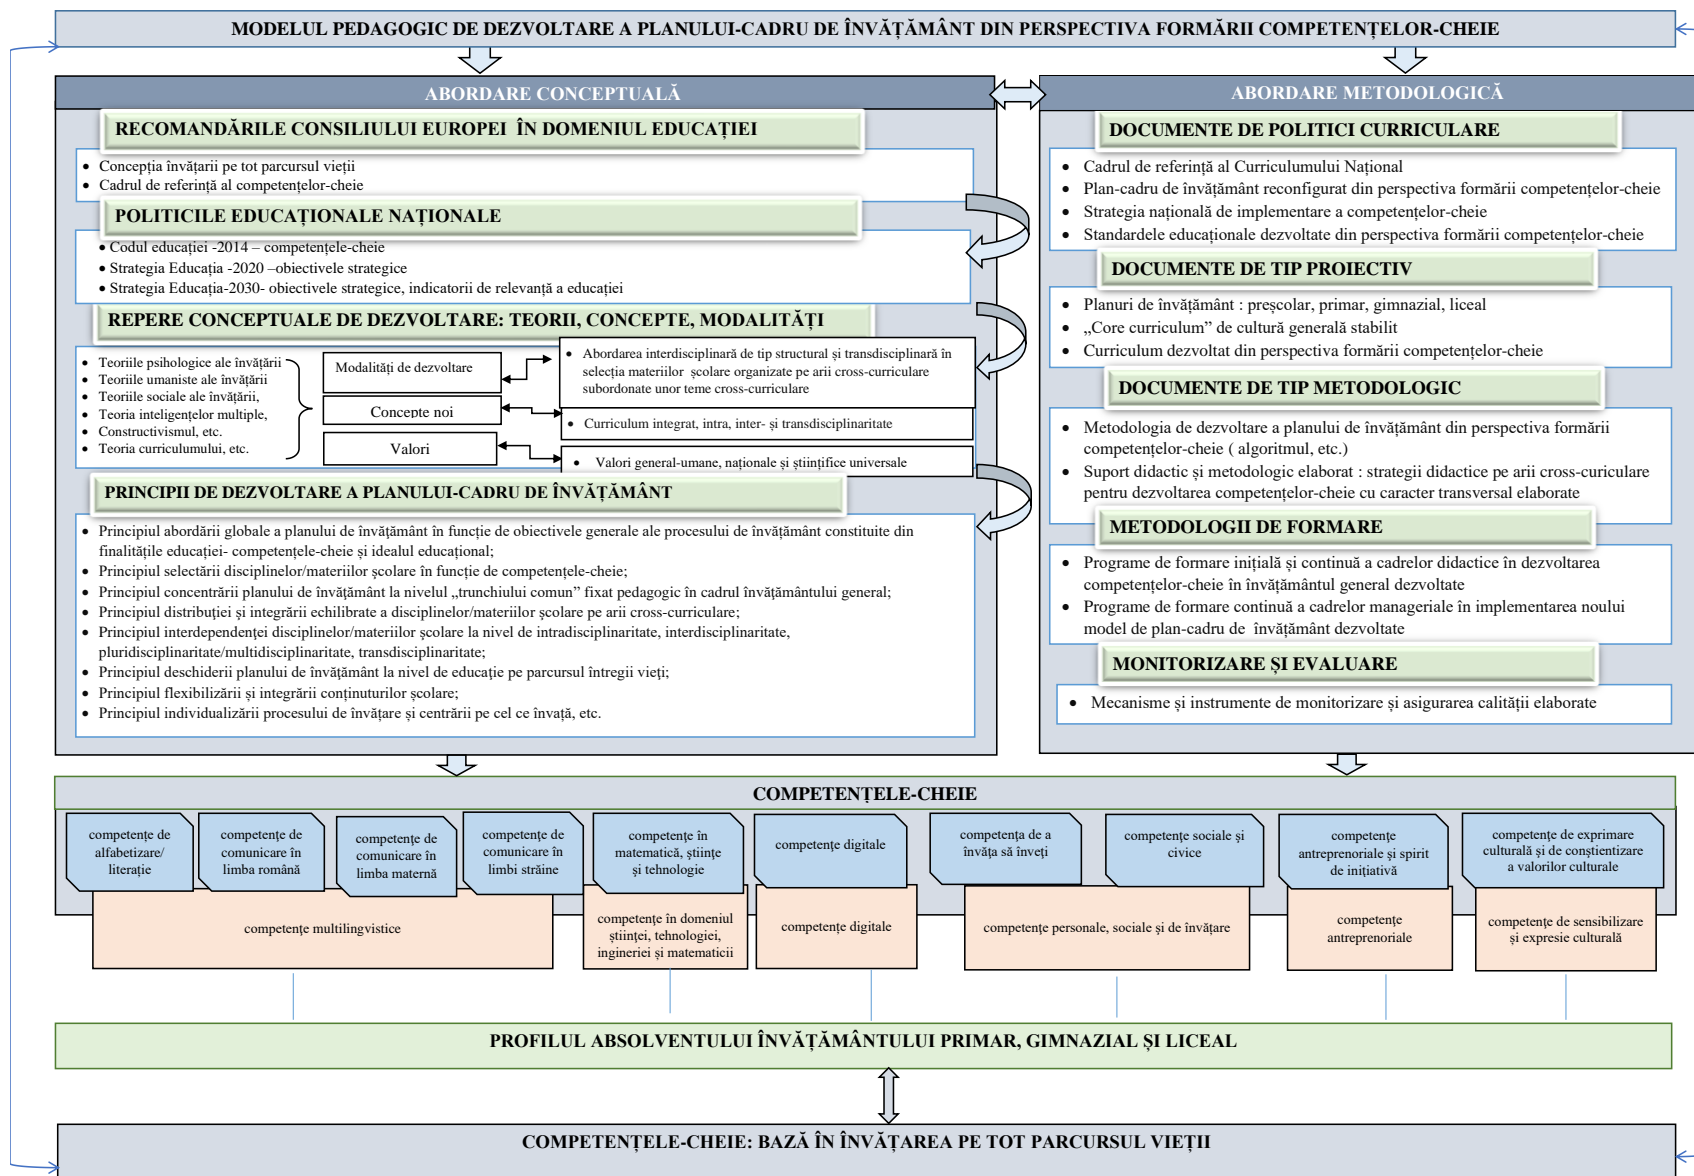 MODELUL PEDAGOGIC DE DEZVOLTARE A PLANULUI-CADRU DE ÎNVĂȚĂMÂNT DIN PERSPECTIVA FORMĂRII COMPETENȚELOR-CHEIE
ABORDARE CONCEPTUALĂ
RECOMANDĂRILE CONSILIULUI EUROPEI ÎN DOMENIUL EDUCAȚIEI
• Concepția învățarii pe tot parcursul vieții
• Cadrul de referință al competențelor-cheie
POLITICILE EDUCAȚIONALE NAȚIONALE
• Codul educației -2014 – competențele-cheie
• Strategia Educația -2020 –obiectivele strategice
• Strategia Educația-2030- obiectivele strategice, indicatorii de relevanță a educației
REPERE CONCEPTUALE DE DEZVOLTARE: TEORII, CONCEPTE, MODALITĂȚI
• Teoriile psihologice ale învățării
• Teoriile umaniste ale învățării
• Teoriile sociale ale învățării,
• Teoria inteligențelor multiple,
• Constructivismul, etc.
• Teoria curriculumului, etc.
Modalități de dezvoltare
Concepte noi
Valori
• Abordarea interdisciplinară de tip structural și transdisciplinară în
selecția materiilor școlare organizate pe arii cross-curriculare
subordonate unor teme cross-curriculare
• Curriculum integrat, intra, inter- și transdisciplinaritate
• Valori general-umane, naționale și științifice universale
PRINCIPII DE DEZVOLTARE A PLANULUI-CADRU DE ÎNVĂȚĂMÂNT
• Principiul abordării globale a planului de învăţământ în funcție de obiectivele generale ale procesului de învățământ constituite din
finalitățile educației- competențele-cheie și idealul educațional;
• Principiul selectării disciplinelor/materiilor școlare în funcție de competențele-cheie;
• Principiul concentrării planului de învățământ la nivelul „trunchiului comun” fixat pedagogic în cadrul învățământului general;
• Principiul distribuţiei și integrării echilibrate a disciplinelor/materiilor școlare pe arii cross-curriculare;
• Principiul interdependenţei disciplinelor/materiilor școlare la nivel de intradisciplinaritate, interdisciplinaritate,
pluridisciplinaritate/multidisciplinaritate, transdisciplinaritate;
• Principiul deschiderii planului de învățământ la nivel de educaţie pe parcursul întregii vieți;
• Principiul flexibilizării și integrării conținuturilor școlare;
• Principiul individualizării procesului de învățare și centrării pe cel ce învață, etc.
ABORDARE METODOLOGICĂ
DOCUMENTE DE POLITICI CURRICULARE
• Cadrul de referință al Curriculumului Național
• Plan-cadru de învățământ reconfigurat din perspectiva formării competențelor-cheie
• Strategia națională de implementare a competențelor-cheie
• Standardele educaționale dezvoltate din perspectiva formării competențelor-cheie
DOCUMENTE DE TIP PROIECTIV
• Planuri de învățământ : preșcolar, primar, gimnazial, liceal
• „Core curriculum” de cultură generală stabilit
• Curriculum dezvoltat din perspectiva formării competențelor-cheie
DOCUMENTE DE TIP METODOLOGIC
• Metodologia de dezvoltare a planului de învățământ din perspectiva formării
competențelor-cheie ( algoritmul, etc.)
• Suport didactic și metodologic elaborat : strategii didactice pe arii cross-curiculare
pentru dezvoltarea competențelor-cheie cu caracter transversal elaborate
METODOLOGII DE FORMARE
• Programe de formare inițială și continuă a cadrelor didactice în dezvoltarea
competențelor-cheie în învățământul general dezvoltate
• Programe de formare continuă a cadrelor manageriale în implementarea noului
model de plan-cadru de învățământ dezvoltate
MONITORIZARE ȘI EVALUARE
• Mecanisme și instrumente de monitorizare și asigurarea calității elaborate
COMPETENȚELE-CHEIE
competențe de
alfabetizare/
literație
competențe de
comunicare în
limba română
competențe de
comunicare în
limba maternă
competențe de
comunicare în
limbi străine
competențe în
matematică, științe
și tehnologie
competențe digitale
competența de a
învăța să înveți
competențe sociale și
civice
competențe
antreprenoriale și spirit
de inițiativă
competențe de exprimare
culturală și de conștientizare
a valorilor culturale
competențe multilingvistice
competențe în domeniul
științei, tehnologiei,
ingineriei și matematicii
competențe digitale
competențe personale, sociale și de învățare
competențe
antreprenoriale
competențe de sensibilizare
și expresie culturală
PROFILUL ABSOLVENTULUI ÎNVĂȚĂMÂNTULUI PRIMAR, GIMNAZIAL ȘI LICEAL
COMPETENȚELE-CHEIE: BAZĂ ÎN ÎNVĂȚAREA PE TOT PARCURSUL VIEȚII